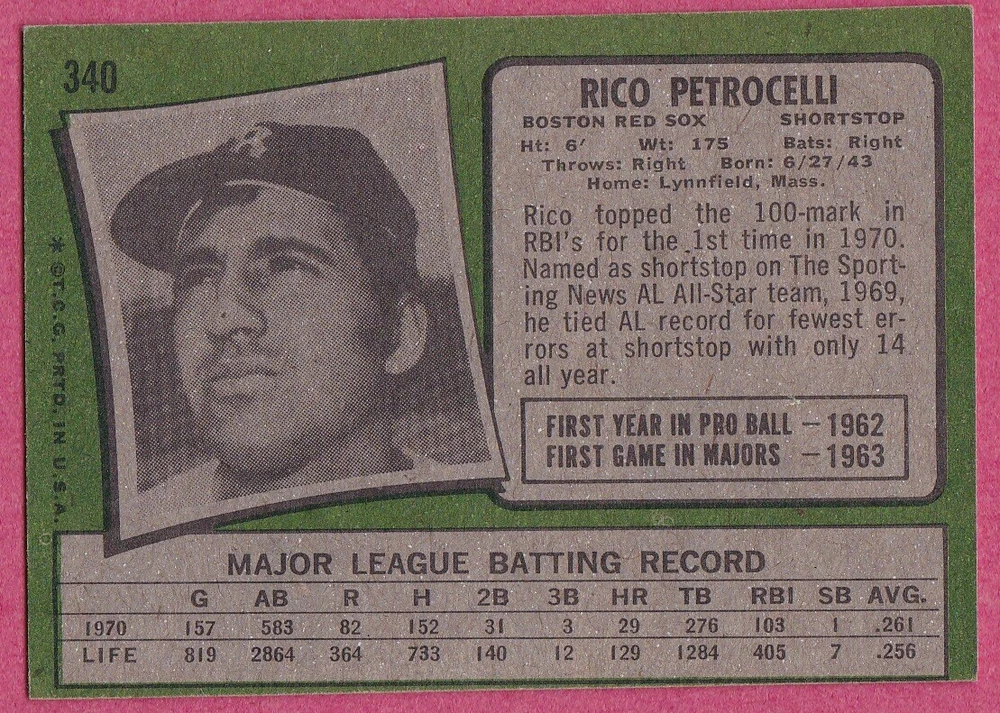 340
RICO PETROCELLI
BOSTON RED SOX SHORTSTOP
Ht: 6' Wt: 175 Bats: Right
Throws: Right Born: 6/27/43
Home: Lynnfield, Mass.
Rico topped the 100-mark in
RBI's for the 1st time in 1970.
Named as shortstop on The Sport-
ing News AL All-Star team, 1969,
he tied AL record for fewest er-
rors at shortstop with only 14
all year.
FIRST YEAR IN PRO BALL – 1962
FIRST GAME IN MAJORS – 1963
* © T.C.G. PRTD. IN U.S.A.
MAJOR LEAGUE BATTING RECORD
G AB R H 2B 3B HR TB RBI SB AVG.
1970 157 583 82 152 31 3 29 276 103 1 .261
LIFE 819 2864 364 733 140 12 129 1284 405 7 .256